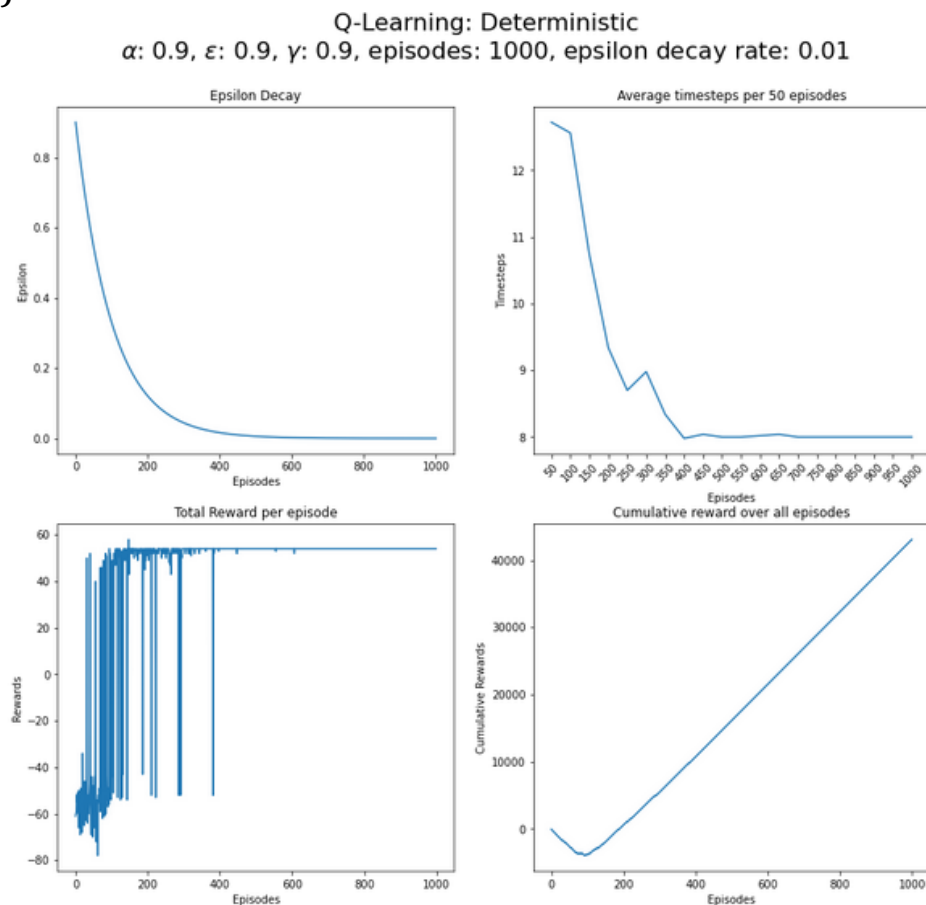 Q-Learning: Deterministic
α: 0.9, ε: 0.9, γ: 0.9, episodes: 1000, epsilon decay rate: 0.01
Epsilon Decay
Epsilon
0.8
0.6
0.4
0.2
0.0
0 200 400 600 800 1000
Episodes
Average timesteps per 50 episodes
Timesteps
12
11
10
9
8
50 100 150 200 250 300 350 400 450 500 550 600 650 700 750 800 850 900 950 1000
Episodes
Total Reward per episode
Rewards
60
40
20
0
−20
−40
−60
−80
0 200 400 600 800 1000
Episodes
Cumulative reward over all episodes
Cumulative Rewards
40000
30000
20000
10000
0
0 200 400 600 800 1000
Episodes